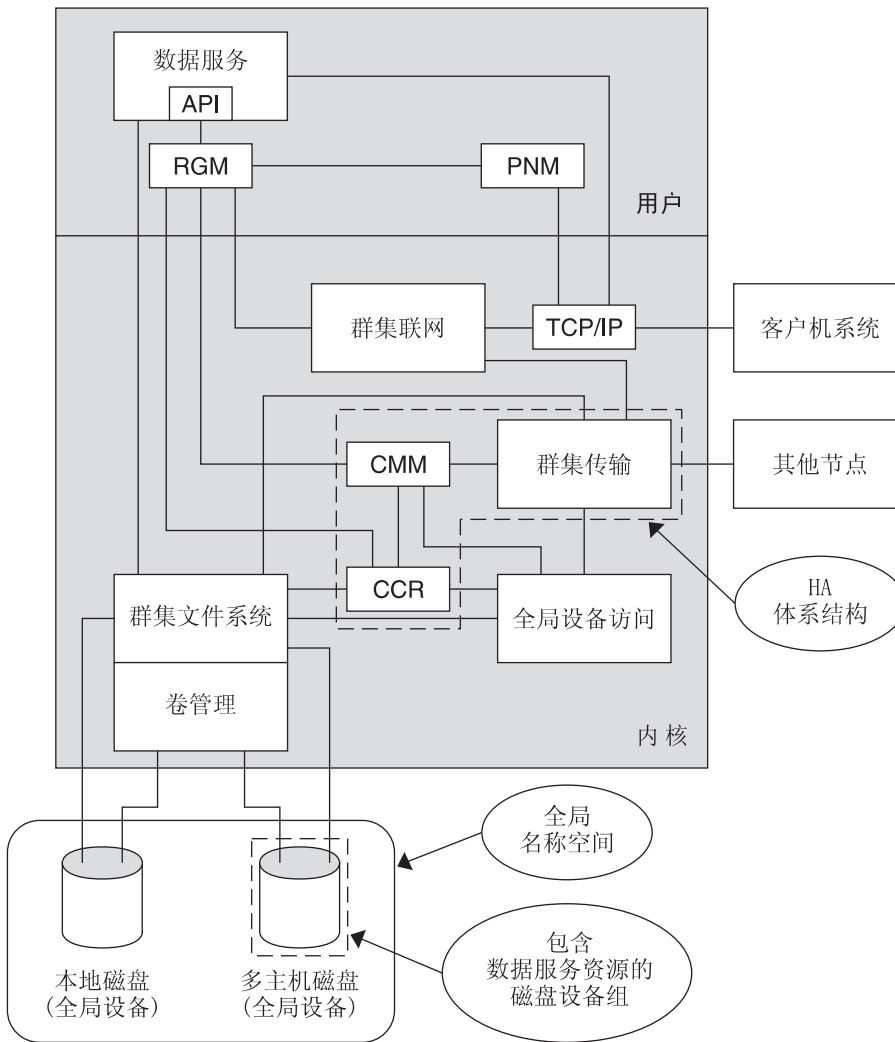 数据服务
API
RGM
PNM
用户
群集联网
TCP/IP
客户机系统
CMM
群集传输
其他节点
CCR
群集文件系统
全局设备访问
HA
体系结构
卷管理
内核
全局
名称空间
本地磁盘
(全局设备)
多主机磁盘
(全局设备)
包含
数据服务资源的
磁盘设备组